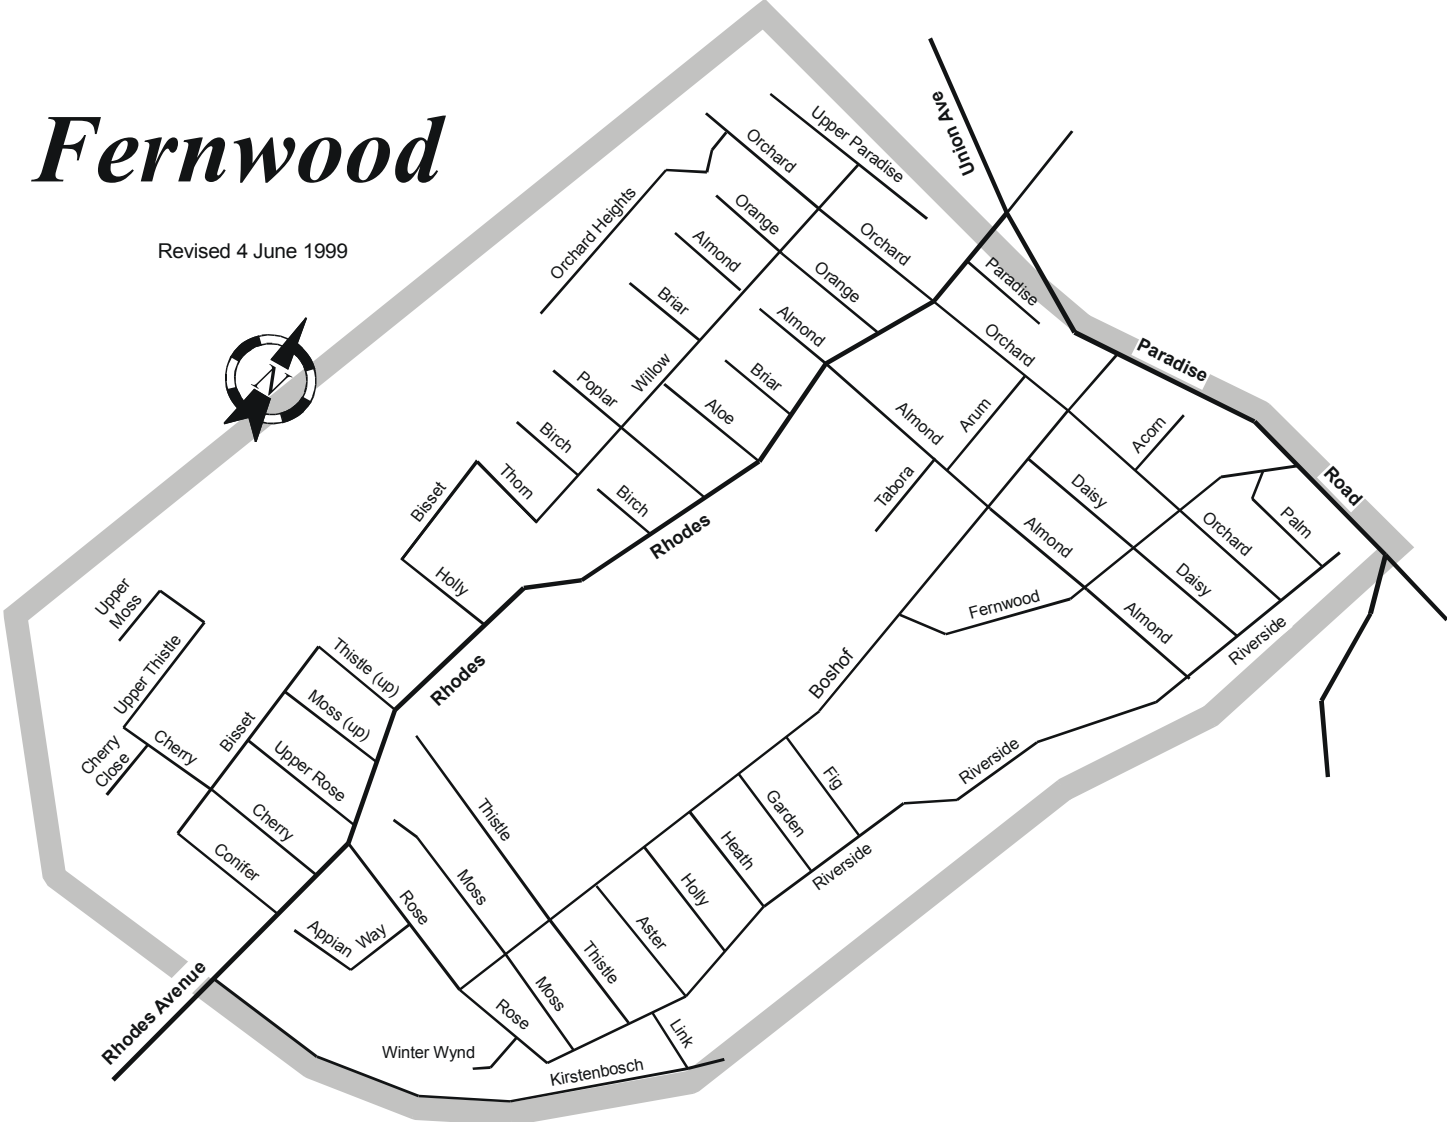 Fernwood
Revised 4 June 1999
N
Union Ave
Upper Paradise
Orchard
Orchard Heights
Orange
Almond
Briar
Orchard
Orange
Almond
Paradise
Orchard
Paradise
Road
Willow
Poplar
Briar
Aloe
Birch
Thorn
Birch
Bisset
Holly
Rhodes
Almond
Arum
Tabora
Acorn
Daisy
Almond
Orchard
Palm
Daisy
Almond
Fernwood
Riverside
Boshof
Upper
Moss
Upper Thistle
Thistle (up)
Moss (up)
Rhodes
Bisset
Cherry
Cherry
Close
Upper Rose
Cherry
Conifer
Thistle
Moss
Rose
Appian Way
Fig
Garden
Heath
Holly
Aster
Thistle
Moss
Rose
Riverside
Riverside
Rhodes Avenue
Winter Wynd
Link
Kirstenbosch